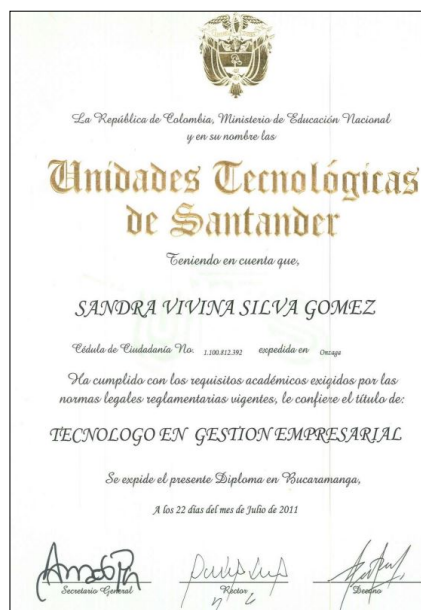 La República de Colombia, Ministerio de Educación Nacional
y en su nombre las
Unidades Tecnológicas
de Santander
Teniendo en cuenta que,
SANDRA VIVINA SILVA GOMEZ
Cédula de Ciudadanía No. 1.100.812.392 expedida en Onzaga
Ha cumplido con los requisitos académicos exigidos por las
normas legales reglamentarias vigentes, le confiere el título de:
TECNOLOGO EN GESTION EMPRESARIAL
Se expide el presente Diploma en Bucaramanga,
A los 22 días del mes de Julio de 2011
Secretario General Rector Decano